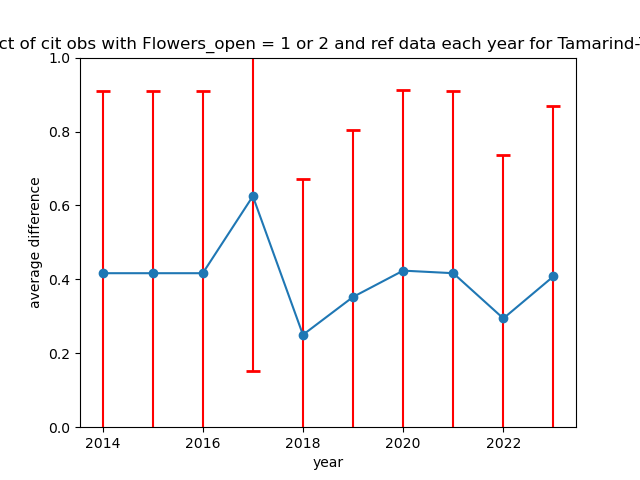 ct of cit obs with Flowers_open = 1 or 2 and ref data each year for Tamarind-
1.0
0.8
0.6
0.4
0.2
0.0
average difference
2014 2016 2018 2020 2022
year